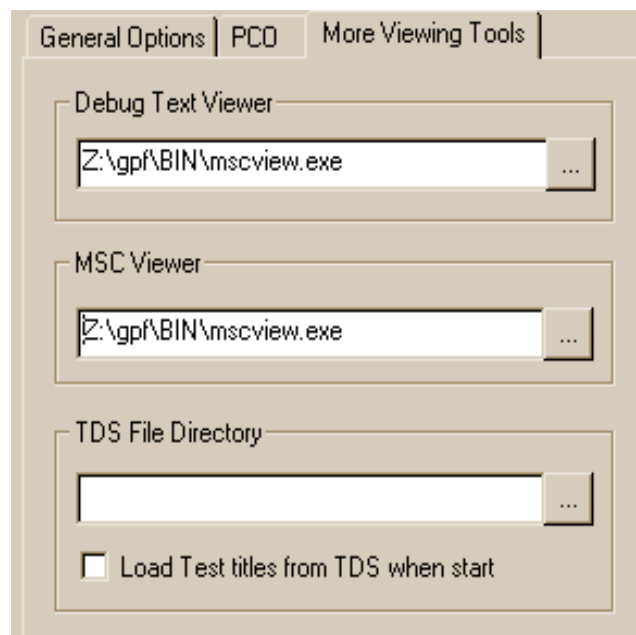 General Options PCO More Viewing Tools
Debug Text Viewer
Z:\gpf\BIN\mscview.exe ...
MSC Viewer
Z:\gpf\BIN\mscview.exe ...
TDS File Directory
...
Load Test titles from TDS when start